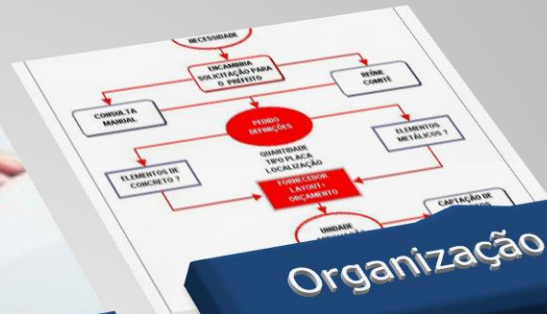 NECESSIDADE
ENCAMINHA
SOLICITAÇÃO PARA
O PREFEITO
CONSULTA
MANUAL
REÚNE
COMITÊ
PEDIDO
DEFINIÇÕES
ELEMENTOS DE
CONCRETO ?
ELEMENTOS
METÁLICOS ?
QUANTIDADE
TIPO PLACA
LOCALIZAÇÃO
FORNECEDOR
LAYOUT+
ORÇAMENTO
UNIDADE
CAPTAÇÃO DE
Organização